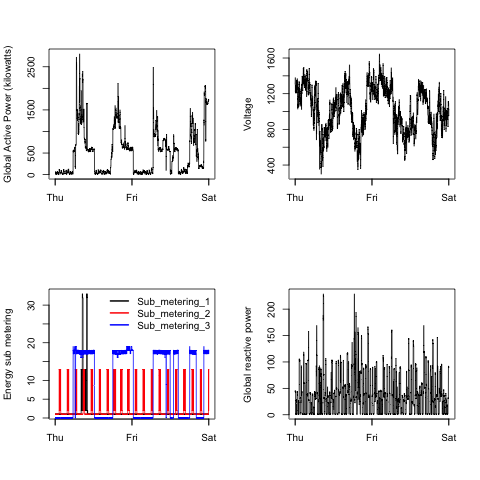 Global Active Power (kilowatts)
0
500
1500
2500
Thu
Fri
Sat
Voltage
400
800
1200
1600
Thu
Fri
Sat
Energy sub metering
0
5
10
20
30
Sub_metering_1
Sub_metering_2
Sub_metering_3
Thu
Fri
Sat
Global reactive power
0
50
100
150
200
Thu
Fri
Sat